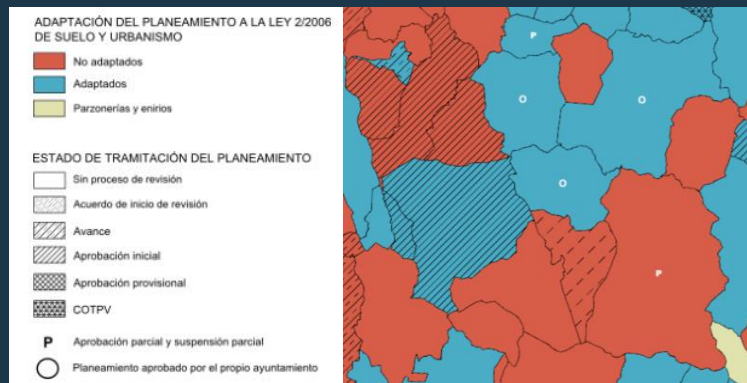 ADAPTACIÓN DEL PLANEAMIENTO A LA LEY 2/2006
DE SUELO Y URBANISMO
No adaptados
Adaptados
Parzonerías y enirios
ESTADO DE TRAMITACIÓN DEL PLANEAMIENTO
Sin proceso de revisión
Acuerdo de inicio de revisión
Avance
Aprobación inicial
Aprobación provisional
COTPV
P Aprobación parcial y suspensión parcial
O Planeamiento aprobado por el propio ayuntamiento
P
O
O
O
P